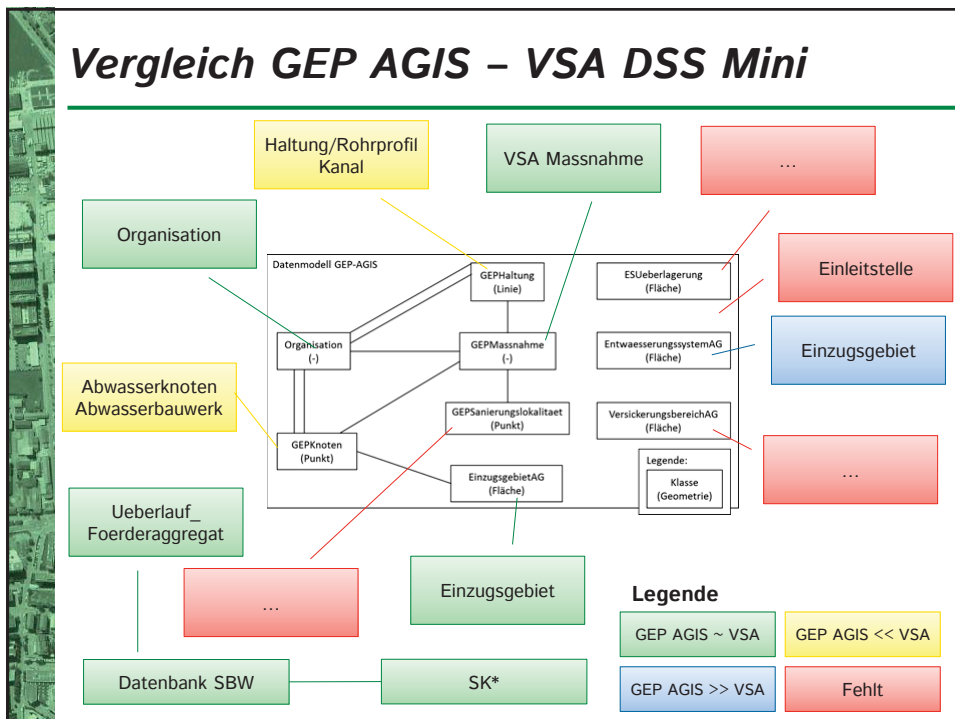 Vergleich GEP AGIS – VSA DSS Mini
Haltung/Rohrprofil
Kanal
VSA Massnahme
...
Organisation
Einleitstelle
Datenmodell GEP-AGIS
GEPHaltung
(Linie)
ESUeberlagerung
(Fläche)
Organisation
(-)
GEPMassnahme
(-)
EntwaesserungssystemAG
(Fläche)
Einzugsgebiet
Abwasserknoten
Abwasserbauwerk
GEPSanierungslokalitaet
(Punkt)
VersickerungsbereichAG
(Fläche)
GEPKnoten
(Punkt)
EinzugsgebietAG
(Fläche)
Legende:
Klasse
(Geometrie)
...
Ueberlauf_
Foerderaggregat
...
Einzugsgebiet
Legende
GEP AGIS ~ VSA
GEP AGIS << VSA
GEP AGIS >> VSA
Fehlt
Datenbank SBW
SK*